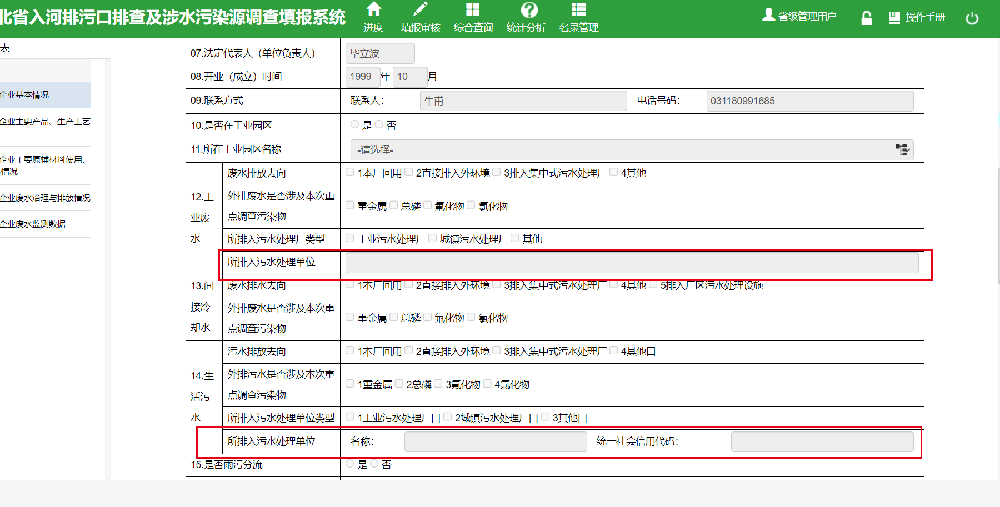 北省入河排污口排查及涉水污染源调查填报系统
进度
填报审核
综合查询
统计分析
名录管理
省级管理用户
操作手册
表
企业基本情况
企业主要产品、生产工艺
企业主要原辅材料使用、
情况
企业废水治理与排放情况
企业废水监测数据
07.法定代表人（单位负责人）
毕立波
08.开业（成立）时间
1999 年 10 月
09.联系方式
联系人： 牛甫 电话号码： 031180991685
10.是否在工业园区
是 否
11.所在工业园区名称
-请选择-
12.工
业废
水
废水排放去向
1本厂回用 2直接排入外环境 3排入集中式污水处理厂 4其他
外排废水是否涉及本次重
点调查污染物
重金属 总磷 氟化物 氯化物
所排入污水处理厂类型
工业污水处理厂 城镇污水处理厂 其他
所排入污水处理单位
13.间
接冷
却水
废水排水去向
1本厂回用 2直接排入外环境 3排入集中式污水处理厂 4其他 5排入厂区污水处理设施
外排废水是否涉及本次重
点调查污染物
重金属 总磷 氟化物 氯化物
14.生
活污
水
污水排放去向
1本厂回用 2直接排入外环境 3排入集中式污水处理厂 4其他口
外排污水是否涉及本次重
点调查污染物
1重金属 2总磷 3氟化物 4氯化物
所排入污水处理单位类型
1工业污水处理厂口 2城镇污水处理厂口 3其他口
所排入污水处理单位
名称： 统一社会信用代码：
15.是否雨污分流
是 否